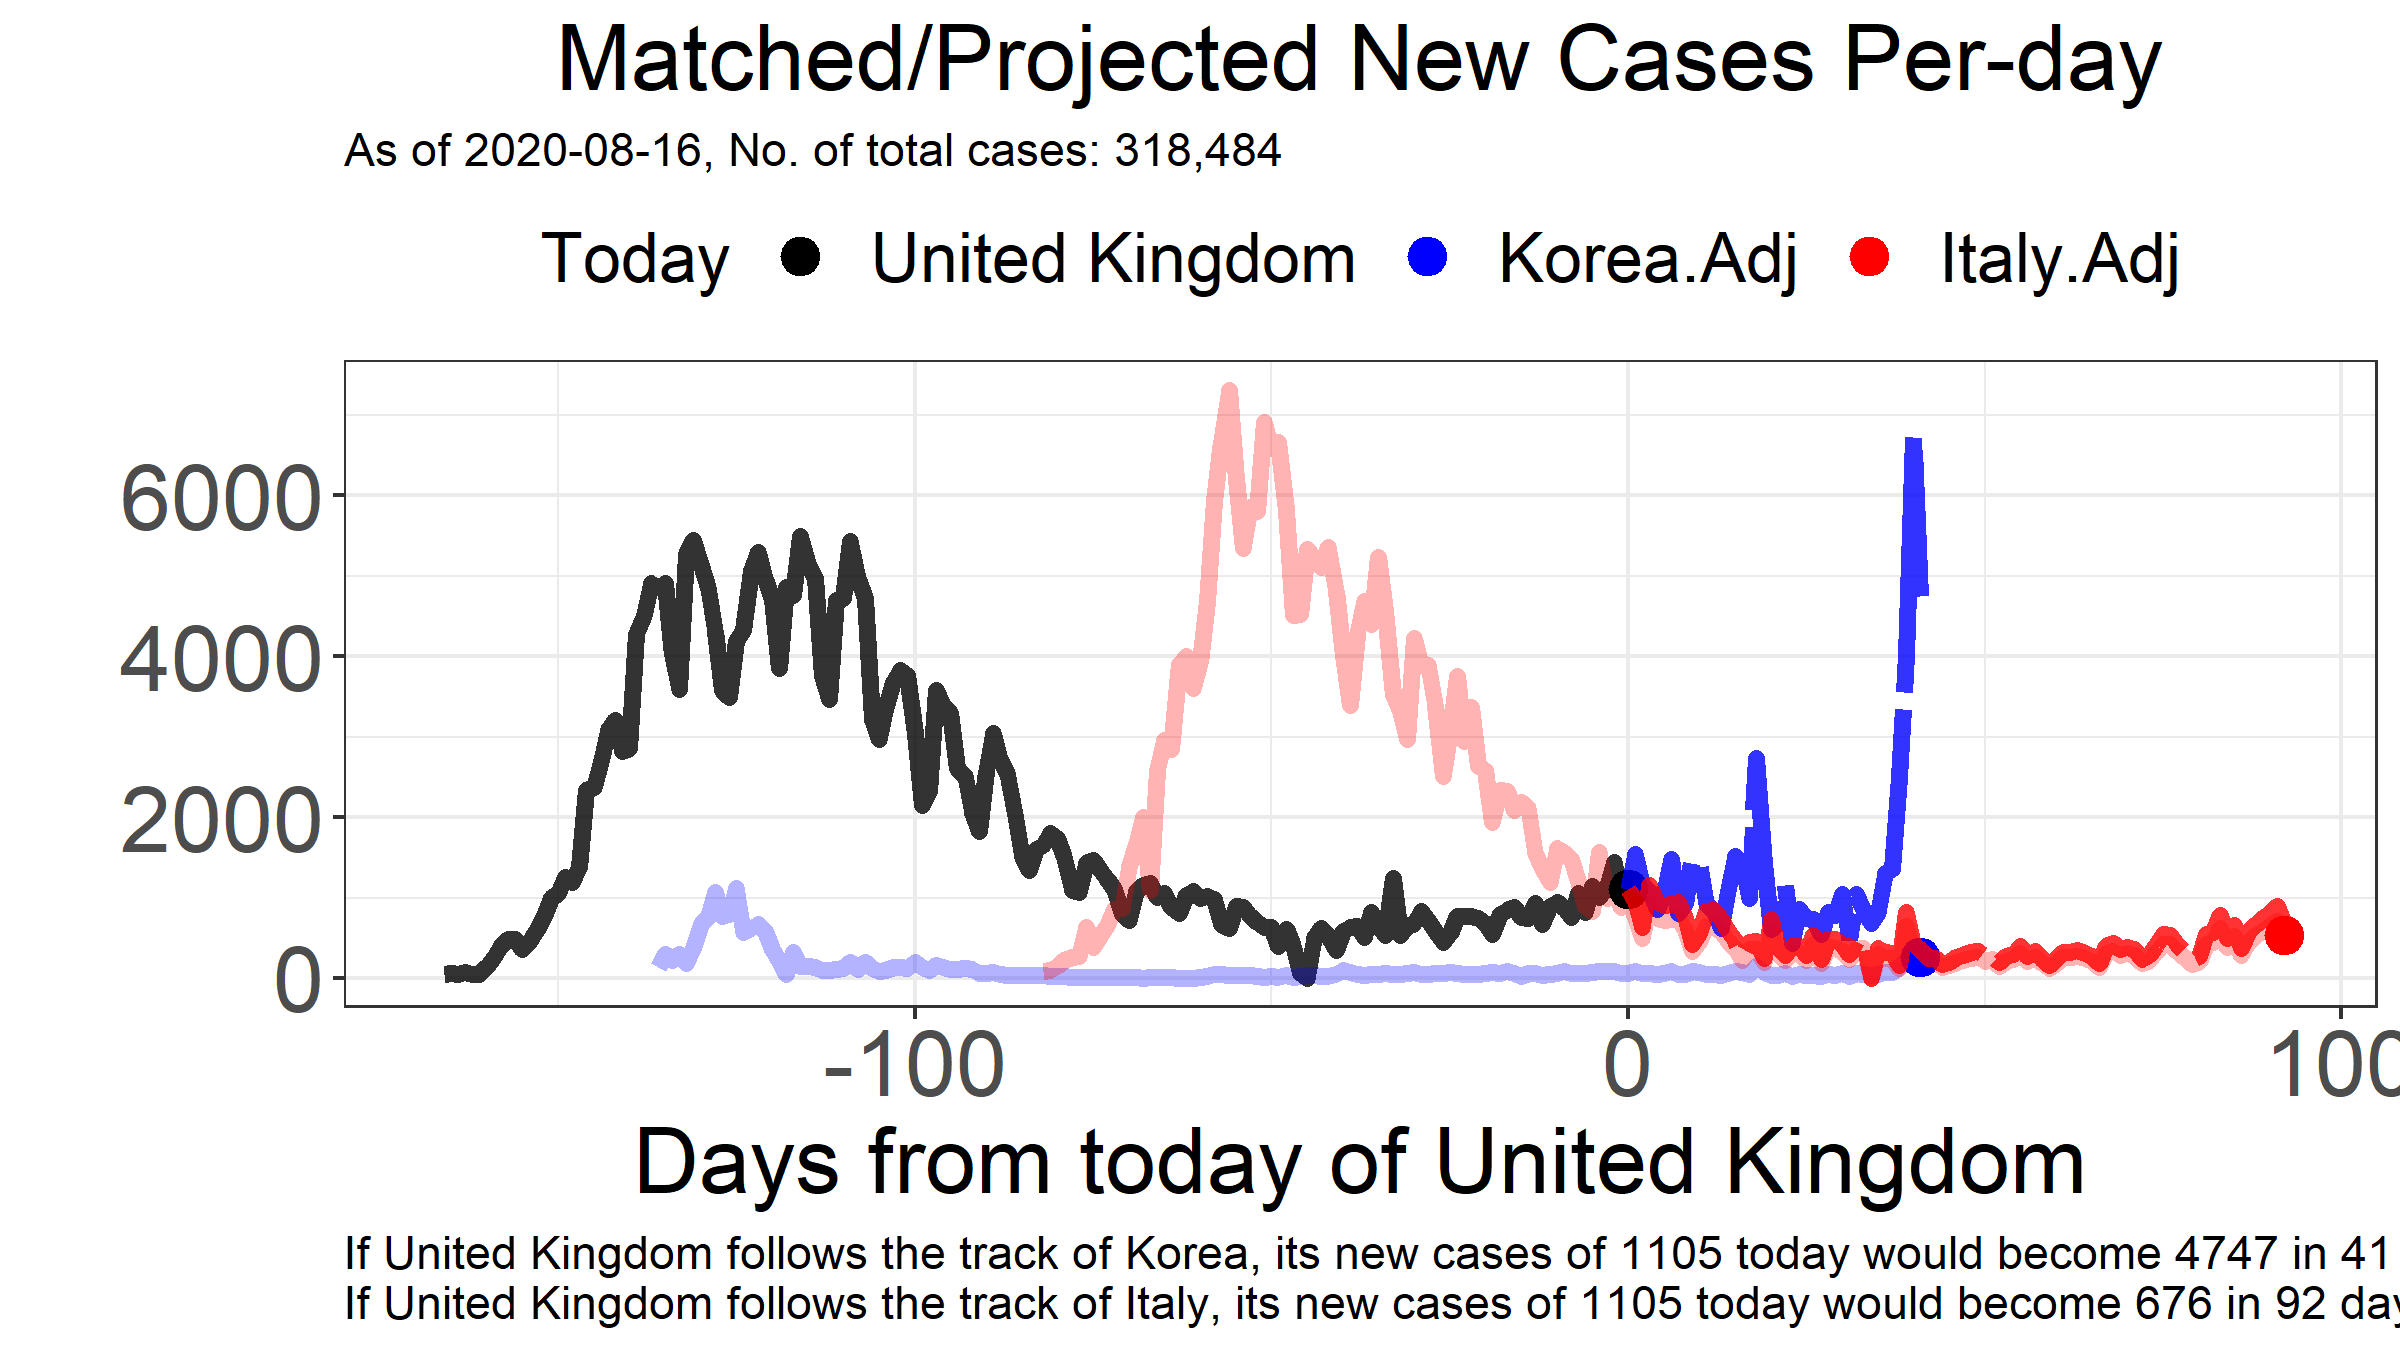 Matched/Projected New Cases Per-day
As of 2020-08-16, No. of total cases: 318,484
Today United Kingdom Korea.Adj Italy.Adj
6000
4000
2000
0
-100 0 100
Days from today of United Kingdom
If United Kingdom follows the track of Korea, its new cases of 1105 today would become 4747 in 41
If United Kingdom follows the track of Italy, its new cases of 1105 today would become 676 in 92 day